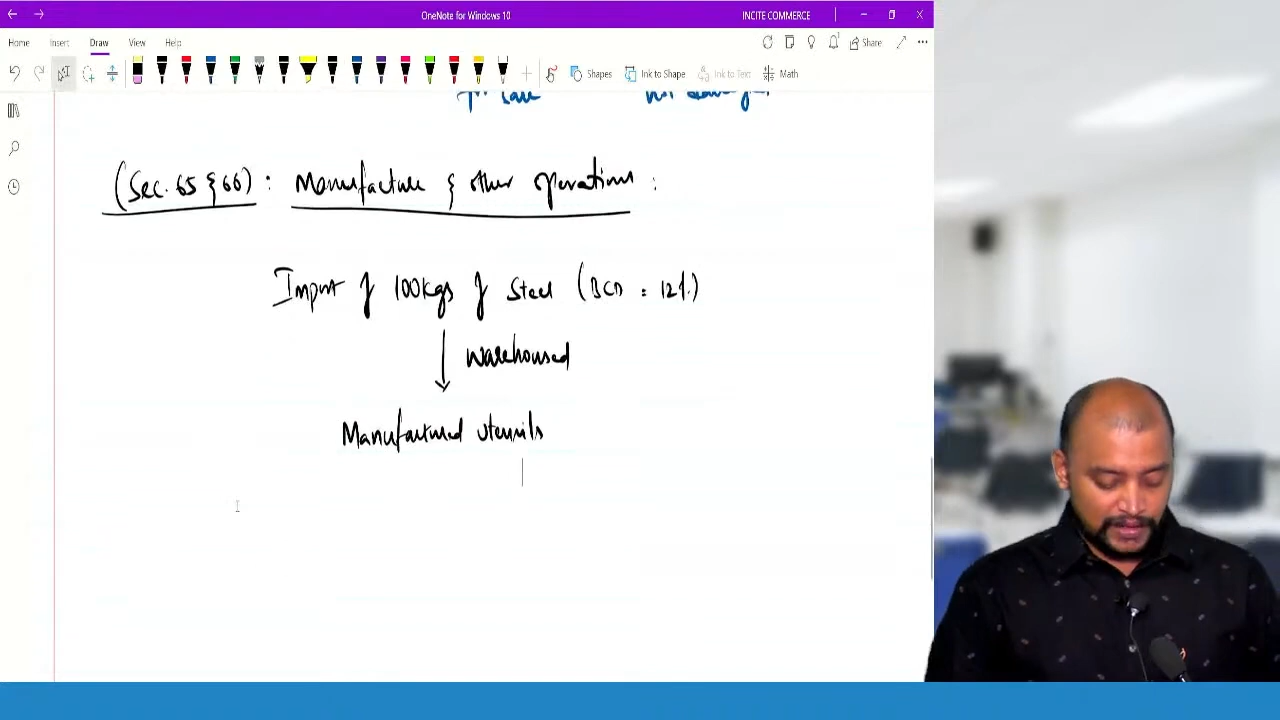 OneNote for Windows 10
INCITE COMMERCE
Home Insert Draw View Help
Share
Shapes Ink to Shape Ink to Text Math
(Sec. 65 & 66) : Manufacture & other operations :
Import of 100kgs of Steel (BCD = 12%)
warehoused
Manufactured utensils